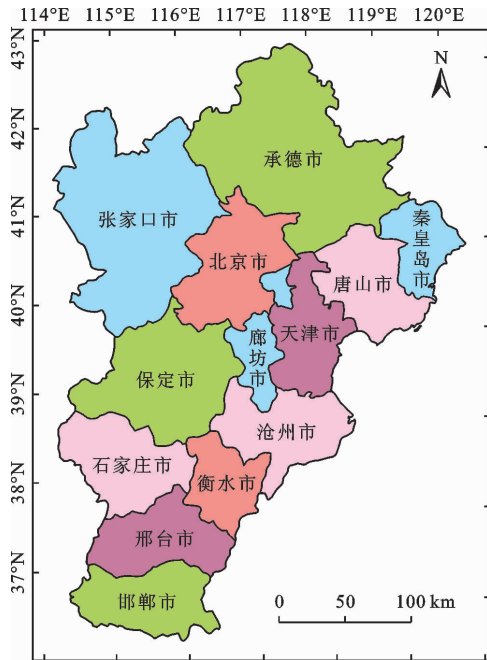 114°E 115°E 116°E 117°E 118°E 119°E 120°E
43°N
N
42°N
承德市
张家口市
秦皇岛市
41°N
北京市
唐山市
40°N
天津市
廊坊市
保定市
39°N
沧州市
石家庄市
衡水市
38°N
邢台市
37°N
邯郸市
0 50 100 km